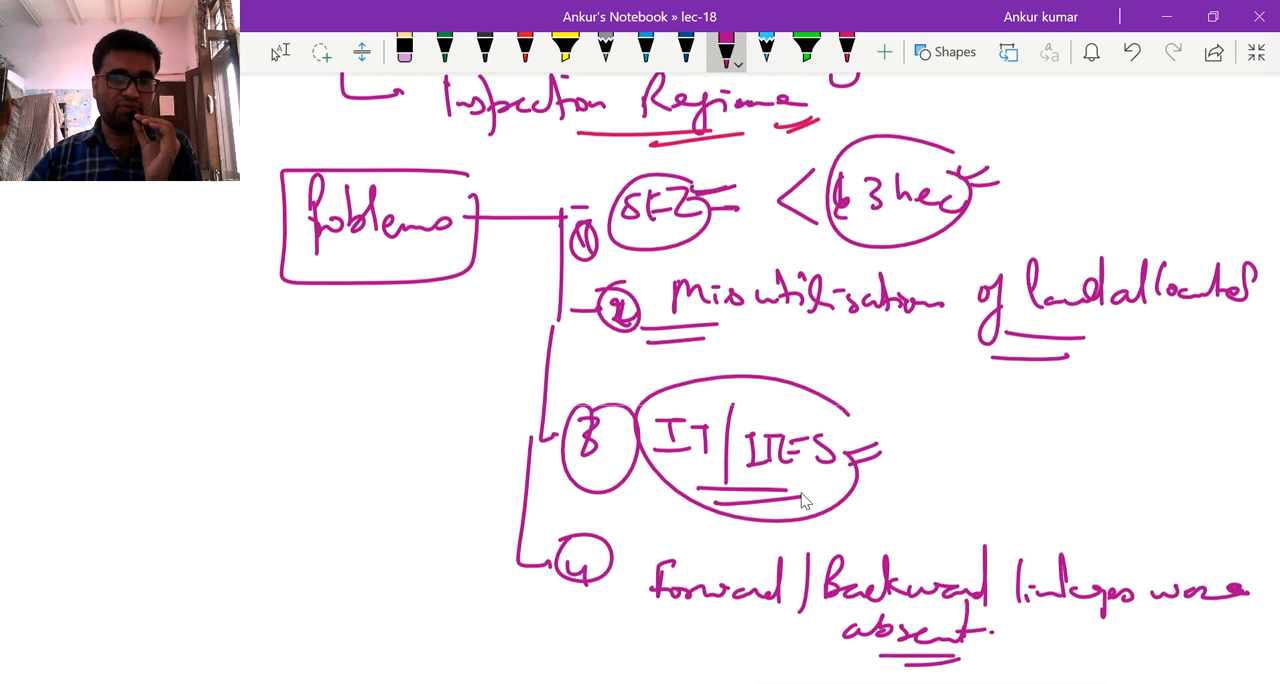 Ankur's Notebook » lec-18
Ankur kumar
Shapes
Inspection Regime
Problems
① SEZ = < 3 hec
② Misutilisation of land allocated
③ IT / ITES
④ Forward / Backward linkages were
absent.